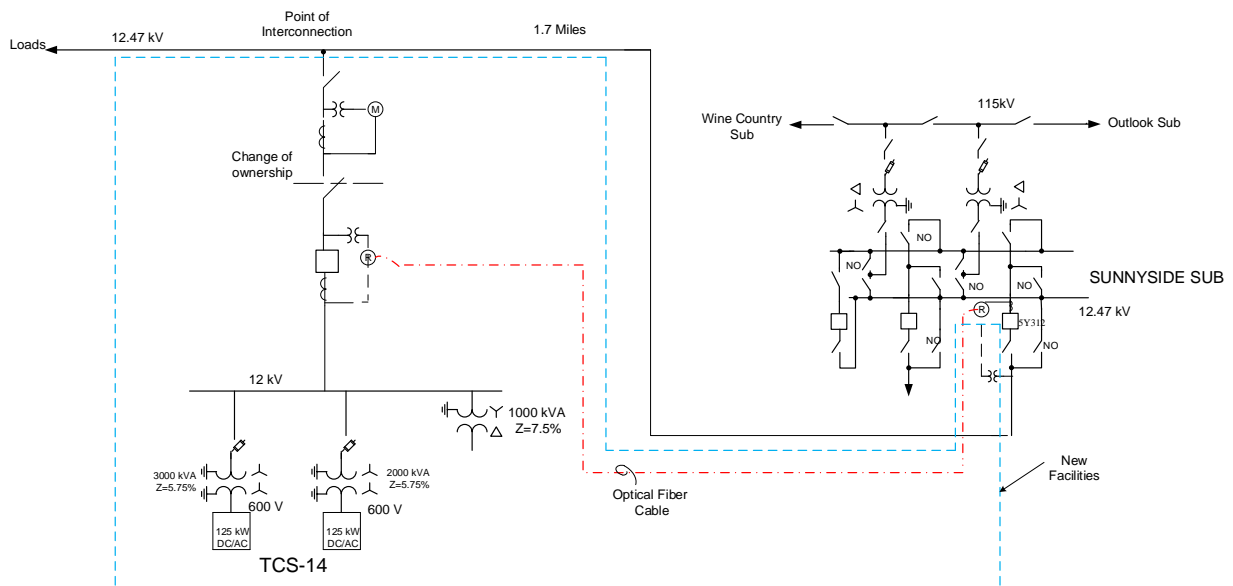 Point of
Interconnection
Loads
12.47 kV
1.7 Miles
M
Change of
ownership
R
12 kV
1000 kVA
Z=7.5%
3000 kVA
Z=5.75%
2000 kVA
Z=5.75%
600 V
600 V
125 kW
DC/AC
125 kW
DC/AC
TCS-14
Optical Fiber
Cable
115kV
Wine Country
Sub
Outlook Sub
NO
NO
NO
NO
NO
SUNNYSIDE SUB
12.47 kV
R
5Y312
NO
NO
New
Facilities